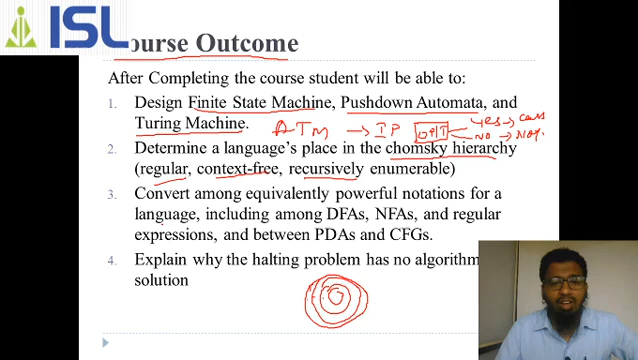 ISL
Course Outcome
After Completing the course student will be able to:
1. Design Finite State Machine, Pushdown Automata, and
Turing Machine.
ATM → IP O/P/T Yes → Cash
No → Not.
2. Determine a language's place in the chomsky hierarchy
(regular, context-free, recursively enumerable)
3. Convert among equivalently powerful notations for a
language, including among DFAs, NFAs, and regular
expressions, and between PDAs and CFGs.
4. Explain why the halting problem has no algorithm
solution